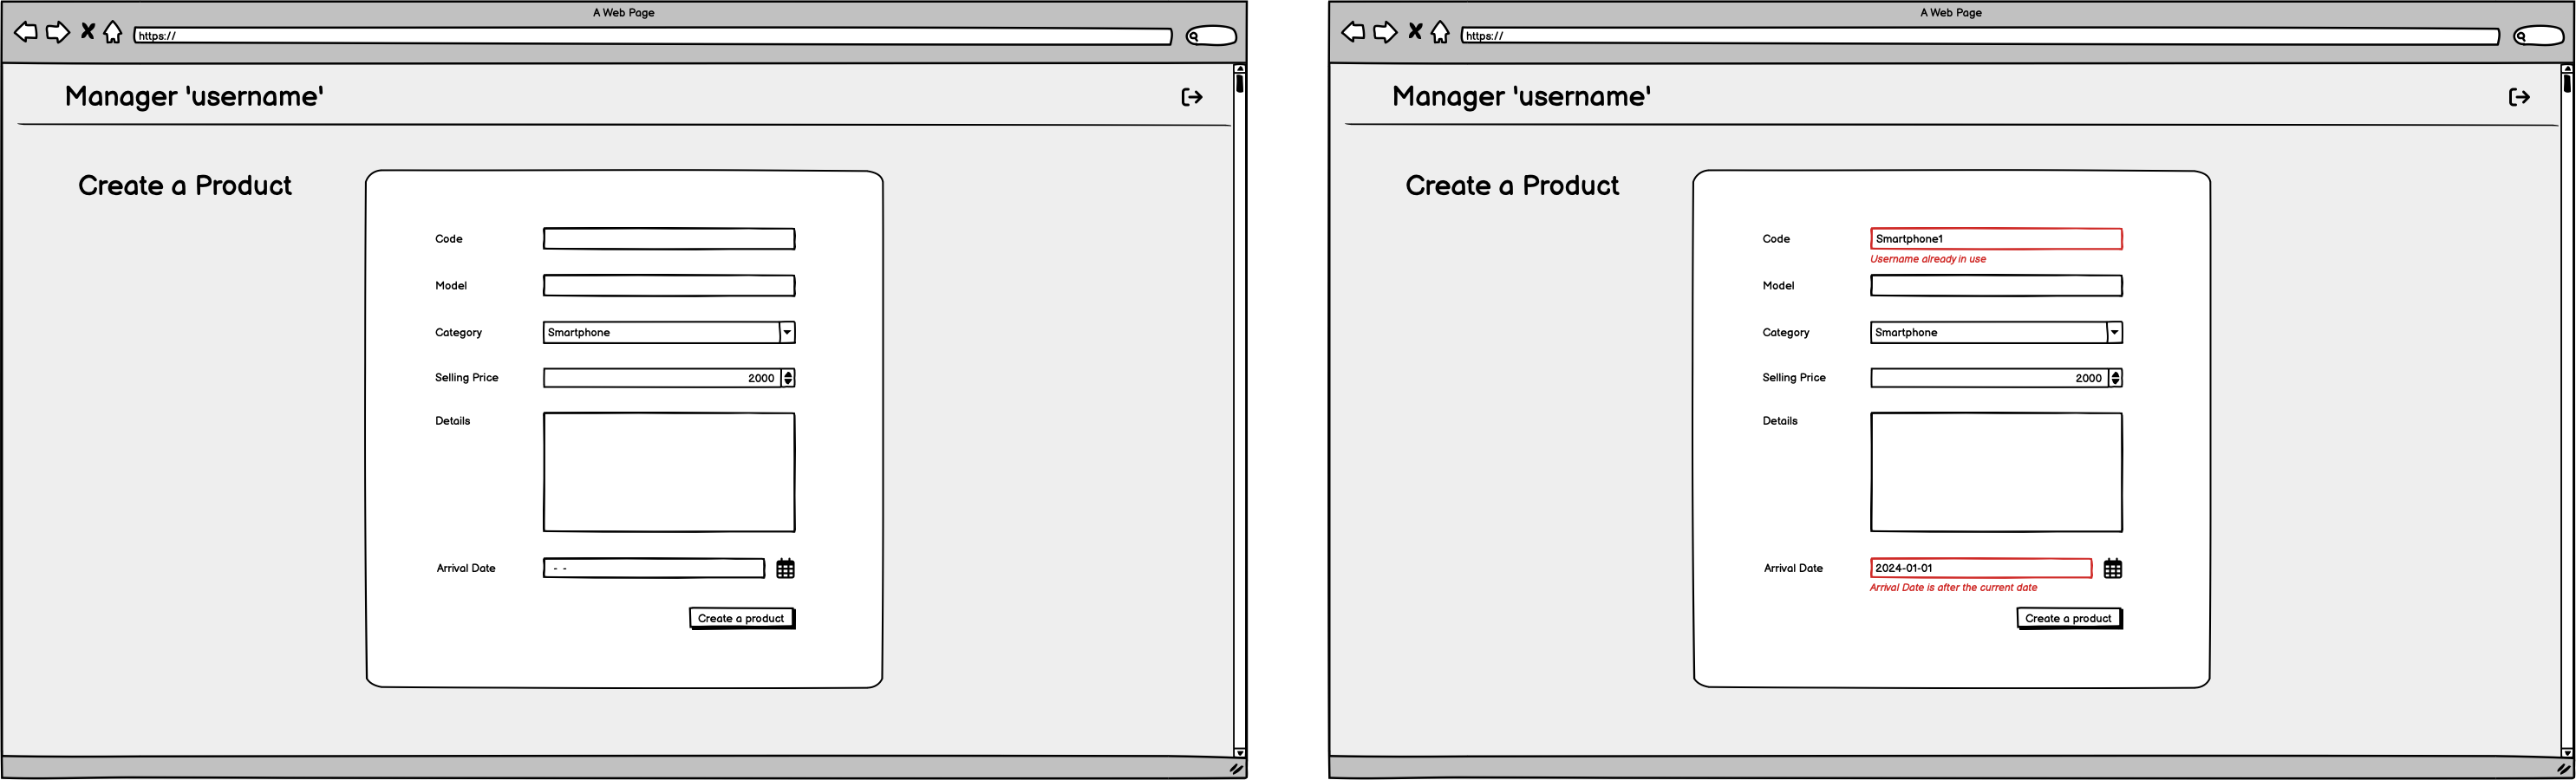 A Web Page
https://
Manager 'username'
Create a Product
Code
Model
Category
Smartphone
Selling Price
2000
Details
Arrival Date
- -
Create a product
A Web Page
https://
Manager 'username'
Create a Product
Code
Smartphone1
Username already in use
Model
Category
Smartphone
Selling Price
2000
Details
Arrival Date
2024-01-01
Arrival Date is after the current date
Create a product